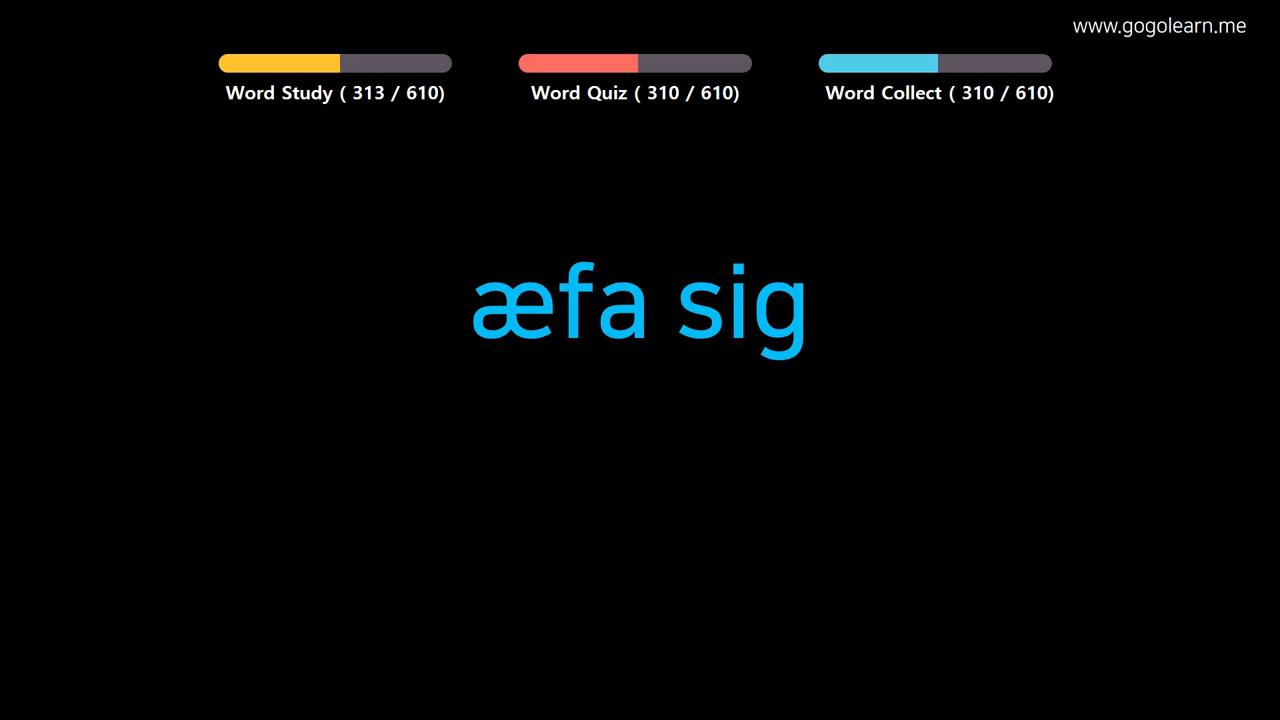 www.gogolearn.me
Word Study ( 313 / 610)
Word Quiz ( 310 / 610)
Word Collect ( 310 / 610)
æfa sig